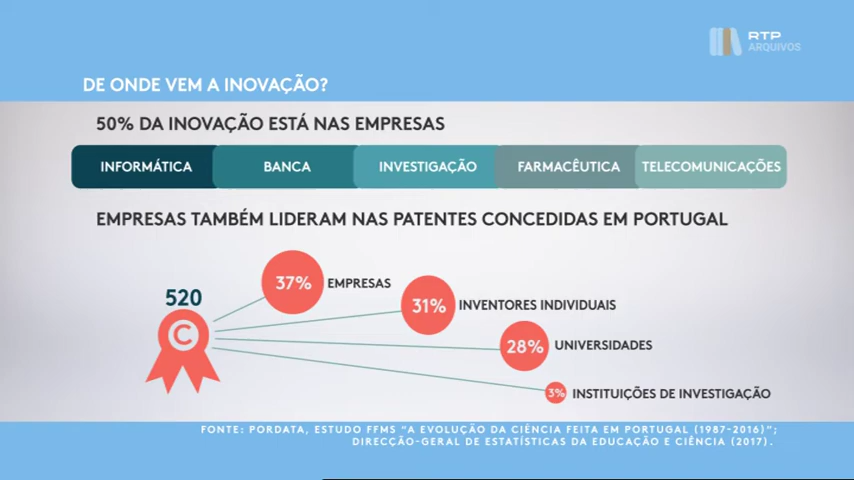 RTP
ARQUIVOS
DE ONDE VEM A INOVAÇÃO?
50% DA INOVAÇÃO ESTÁ NAS EMPRESAS
INFORMÁTICA BANCA INVESTIGAÇÃO FARMACÊUTICA TELECOMUNICAÇÕES
EMPRESAS TAMBÉM LIDERAM NAS PATENTES CONCEDIDAS EM PORTUGAL
520
C
37% EMPRESAS
31% INVENTORES INDIVIDUAIS
28% UNIVERSIDADES
3% INSTITUIÇÕES DE INVESTIGAÇÃO
FONTE: PORDATA, ESTUDO FFMS "A EVOLUÇÃO DA CIÊNCIA FEITA EM PORTUGAL (1987-2016)";
DIRECÇÃO-GERAL DE ESTATÍSTICAS DA EDUCAÇÃO E CIÊNCIA (2017).